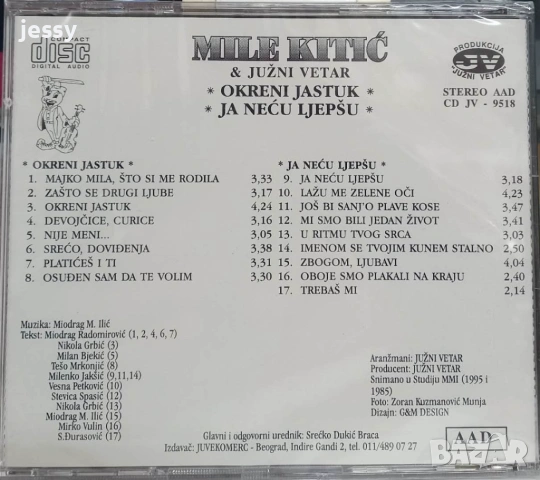 jessy
COMPACT
disc
DIGITAL AUDIO
MILE KITIĆ
& JUŽNI VETAR
* OKRENI JASTUK *
* JA NEĆU LJEPŠU *
PRODUKCIJA
JV
"JUŽNI VETAR"
STEREO AAD
CD JV - 9518
* OKRENI JASTUK *
1. MAJKO MILA, ŠTO SI ME RODILA 3,33
2. ZAŠTO SE DRUGI LJUBE 3,17
3. OKRENI JASTUK 4,24
4. DEVOJČICE, CURICE 3,16
5. NIJE MENI... 3,05
6. SREĆO, DOVIĐENJA 3,38
7. PLATIĆEŠ I TI 3,31
8. OSUĐEN SAM DA TE VOLIM 3,30
* JA NEĆU LJEPŠU *
9. JA NEĆU LJEPŠU 3,18
10. LAŽU ME ZELENE OČI 4,23
11. JOŠ BI SANJ'O PLAVE KOSE 3,47
12. MI SMO BILI JEDAN ŽIVOT 3,41
13. U RITMU TVOG SRCA 3,03
14. IMENOM SE TVOJIM KUNEM STALNO 2,50
15. ZBOGOM, LJUBAVI 4,04
16. OBOJE SMO PLAKALI NA KRAJU 2,40
17. TREBAŠ MI 2,14
Muzika: Miodrag M. Ilić
Tekst: Miodrag Radomirović (1, 2, 4, 6, 7)
Nikola Grbić (3)
Milan Bjekić (5)
Tešo Mrkonjić (8)
Milenko Jakšić (9,11,14)
Vesna Petković (10)
Stevica Spasić (12)
Nikola Grbić (13)
Miodrag M. Ilić (15)
Mirko Vulin (16)
S.Đurasović (17)
Aranžmani: JUŽNI VETAR
Producent: JUŽNI VETAR
Snimano u Studiju MMI (1995 i
1985)
Foto: Zoran Kuzmanović Munja
Dizajn: G&M DESIGN
Glavni i odgovorni urednik: Srećko Dukić Braca
Izdavač: JUVEKOMERC - Beograd, Indire Gandi 2, tel. 011/489 07 27
AAD
bazar